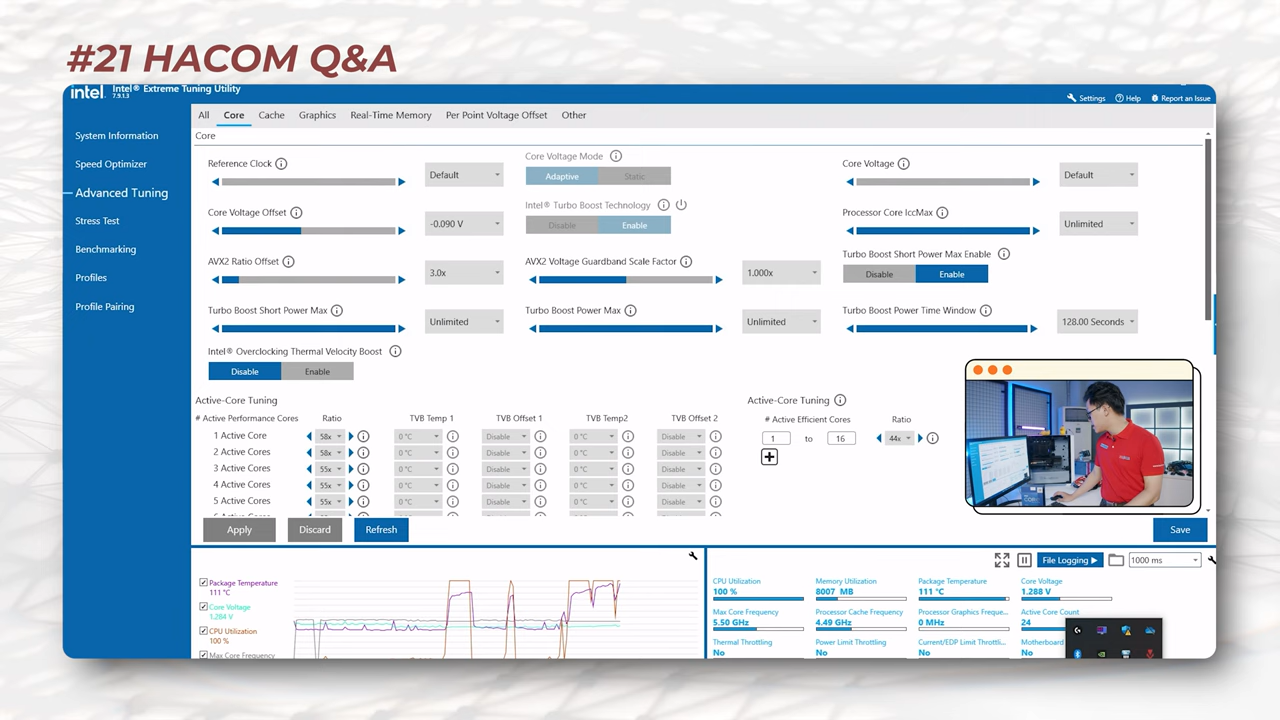 #21 HACOM Q&A
intel. Intel® Extreme Tuning Utility
7.9.1.3
Settings Help Report an Issue
System Information
Speed Optimizer
Advanced Tuning
Stress Test
Benchmarking
Profiles
Profile Pairing
All Core Cache Graphics Real-Time Memory Per Point Voltage Offset Other
Core
Reference Clock Default
Core Voltage Mode
Adaptive Static
Core Voltage Default
Core Voltage Offset -0.090 V
Intel® Turbo Boost Technology
Disable Enable
Processor Core IccMax Unlimited
AVX2 Ratio Offset 3.0x
AVX2 Voltage Guardband Scale Factor 1.000x
Turbo Boost Short Power Max Enable
Disable Enable
Turbo Boost Short Power Max Unlimited
Turbo Boost Power Max Unlimited
Turbo Boost Power Time Window 128.00 Seconds
Intel® Overclocking Thermal Velocity Boost
Disable Enable
Active-Core Tuning
# Active Performance Cores Ratio TVB Temp 1 TVB Offset 1 TVB Temp2 TVB Offset 2
1 Active Core 58x 0 °C Disable 0 °C Disable
2 Active Cores 58x 0 °C Disable 0 °C Disable
3 Active Cores 55x 0 °C Disable 0 °C Disable
4 Active Cores 55x 0 °C Disable 0 °C Disable
5 Active Cores 55x 0 °C Disable 0 °C Disable
Active-Core Tuning
# Active Efficient Cores Ratio
1 to 16 44x
Apply Discard Refresh Save
Package Temperature
111 °C
Core Voltage
1.284 V
CPU Utilization
100 %
Max Core Frequency
File Logging 1000 ms
CPU Utilization Memory Utilization Package Temperature Core Voltage
100 % 8007 MB 111 °C 1.288 V
Max Core Frequency Processor Cache Frequency Processor Graphics Freque... Active Core Count
5.50 GHz 4.49 GHz 0 MHz 24
Thermal Throttling Power Limit Throttling Current/EDP Limit Throttli... Motherboard
No No No No